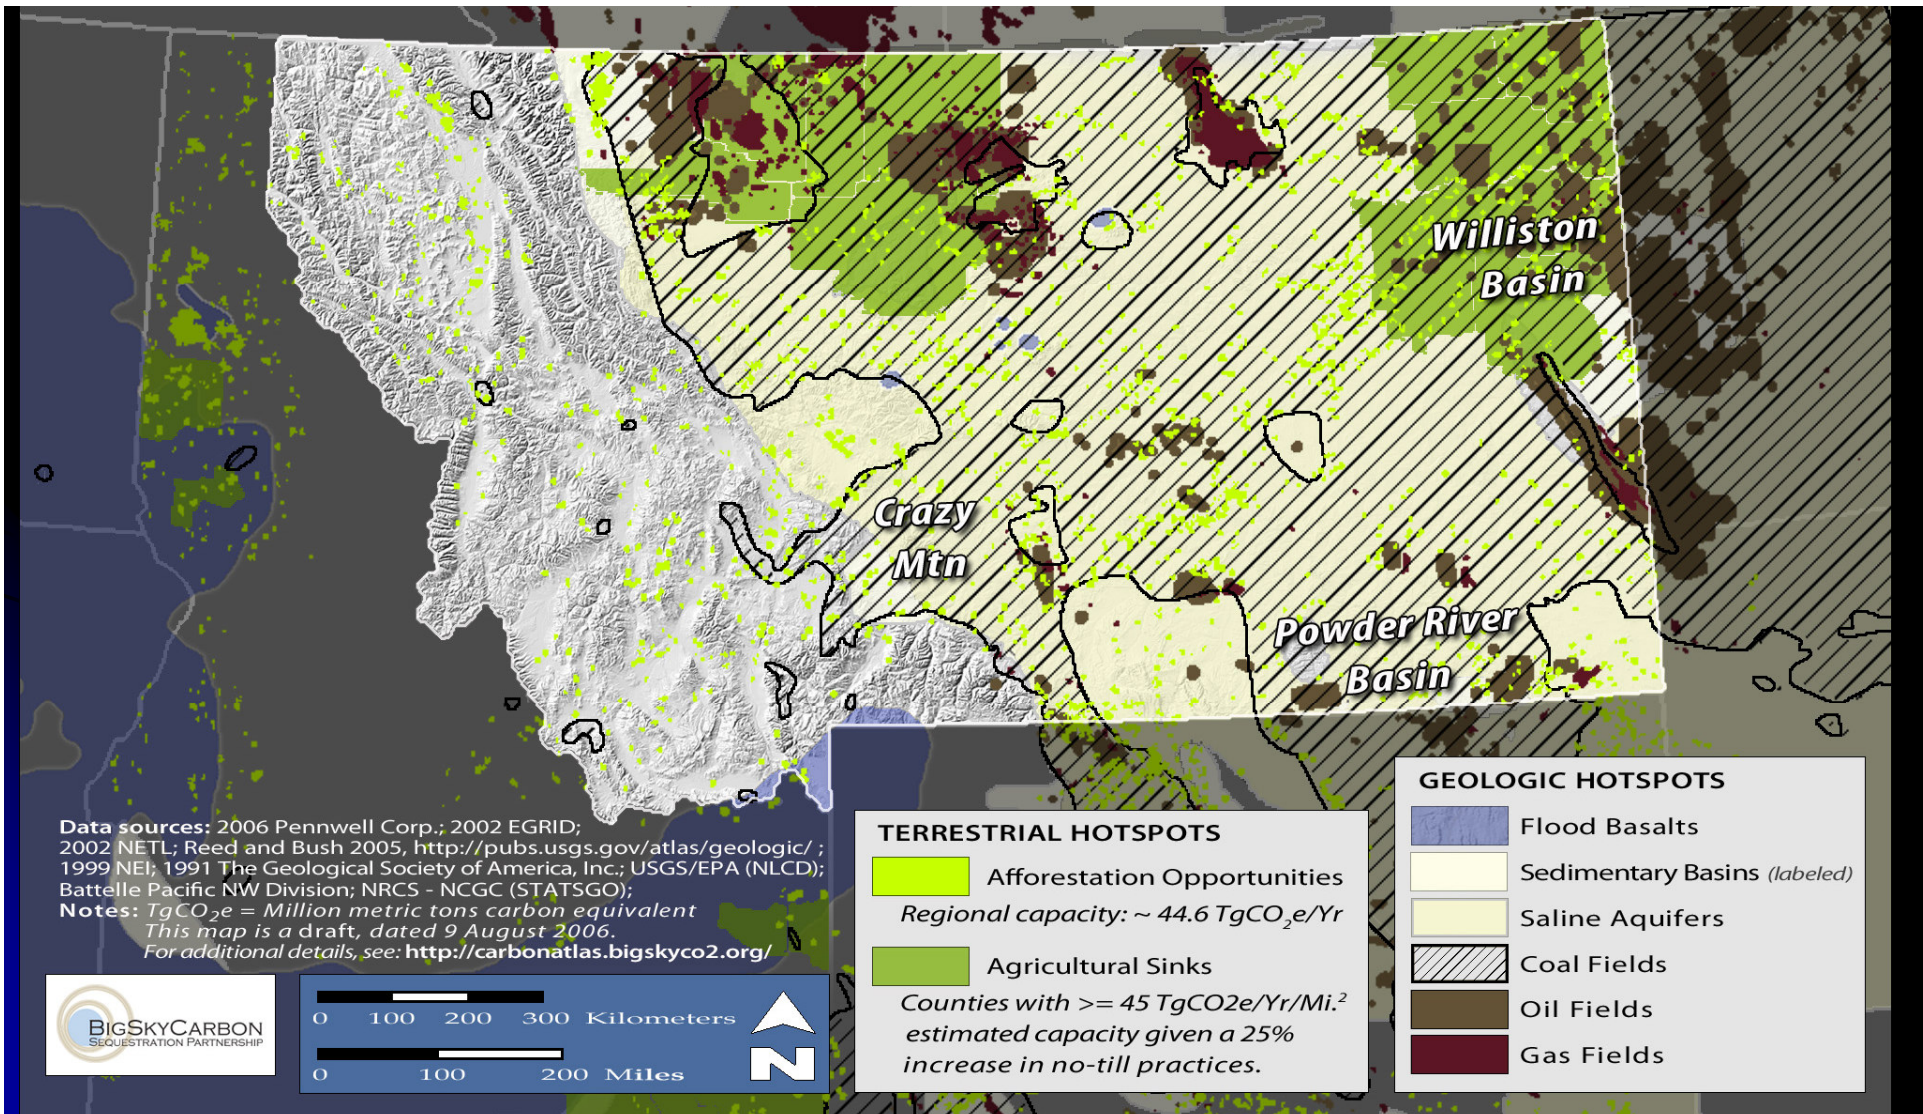 Williston
Basin
Crazy
Mtn
Powder River
Basin
Data sources: 2006 Pennwell Corp.; 2002 EGRID;
2002 NETL; Reed and Bush 2005, http://pubs.usgs.gov/atlas/geologic/ ;
1999 NEI; 1991 The Geological Society of America, Inc.; USGS/EPA (NLCD);
Battelle Pacific NW Division; NRCS - NCGC (STATSGO);
Notes: TgCO2e = Million metric tons carbon equivalent
This map is a draft, dated 9 August 2006.
For additional details, see: http://carbonatlas.bigskyco2.org/
BIGSKYCARBON
SEQUESTRATION PARTNERSHIP
0 100 200 300 Kilometers
0 100 200 Miles
N
TERRESTRIAL HOTSPOTS
Afforestation Opportunities
Regional capacity: ~ 44.6 TgCO2e/Yr
Agricultural Sinks
Counties with >= 45 TgCO2e/Yr/Mi.²
estimated capacity given a 25%
increase in no-till practices.
GEOLOGIC HOTSPOTS
Flood Basalts
Sedimentary Basins (labeled)
Saline Aquifers
Coal Fields
Oil Fields
Gas Fields